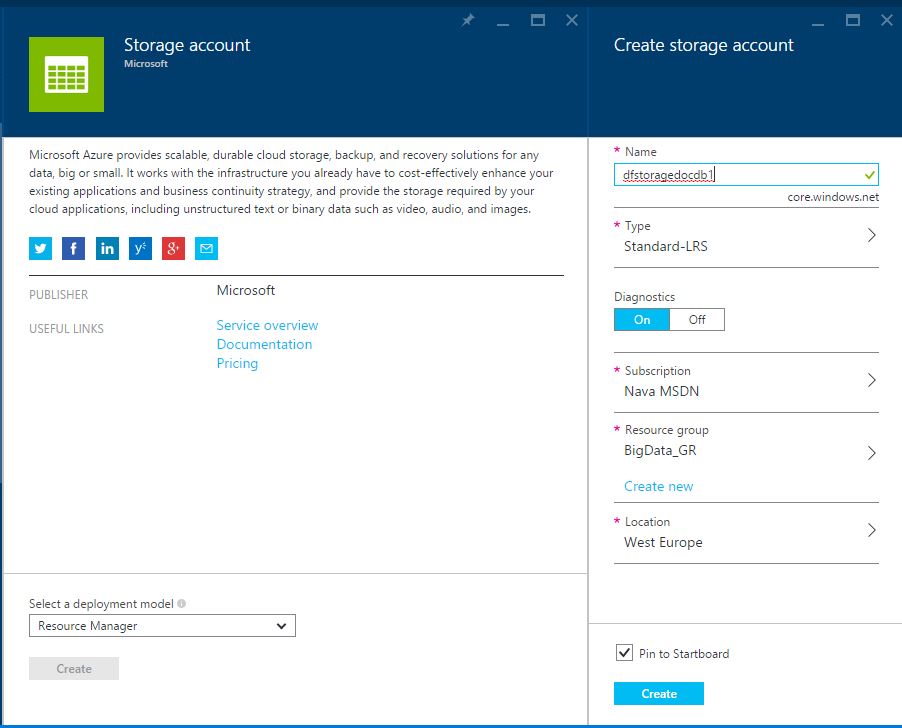 Storage account
Microsoft
Microsoft Azure provides scalable, durable cloud storage, backup, and recovery solutions for any
data, big or small. It works with the infrastructure you already have to cost-effectively enhance your
existing applications and business continuity strategy, and provide the storage required by your
cloud applications, including unstructured text or binary data such as video, audio, and images.
PUBLISHER
Microsoft
USEFUL LINKS
Service overview
Documentation
Pricing
Select a deployment model
Resource Manager
Create
Create storage account
* Name
dfstoragedocdb1
core.windows.net
* Type
Standard-LRS
Diagnostics
On Off
* Subscription
Nava MSDN
* Resource group
BigData_GR
Create new
* Location
West Europe
Pin to Startboard
Create